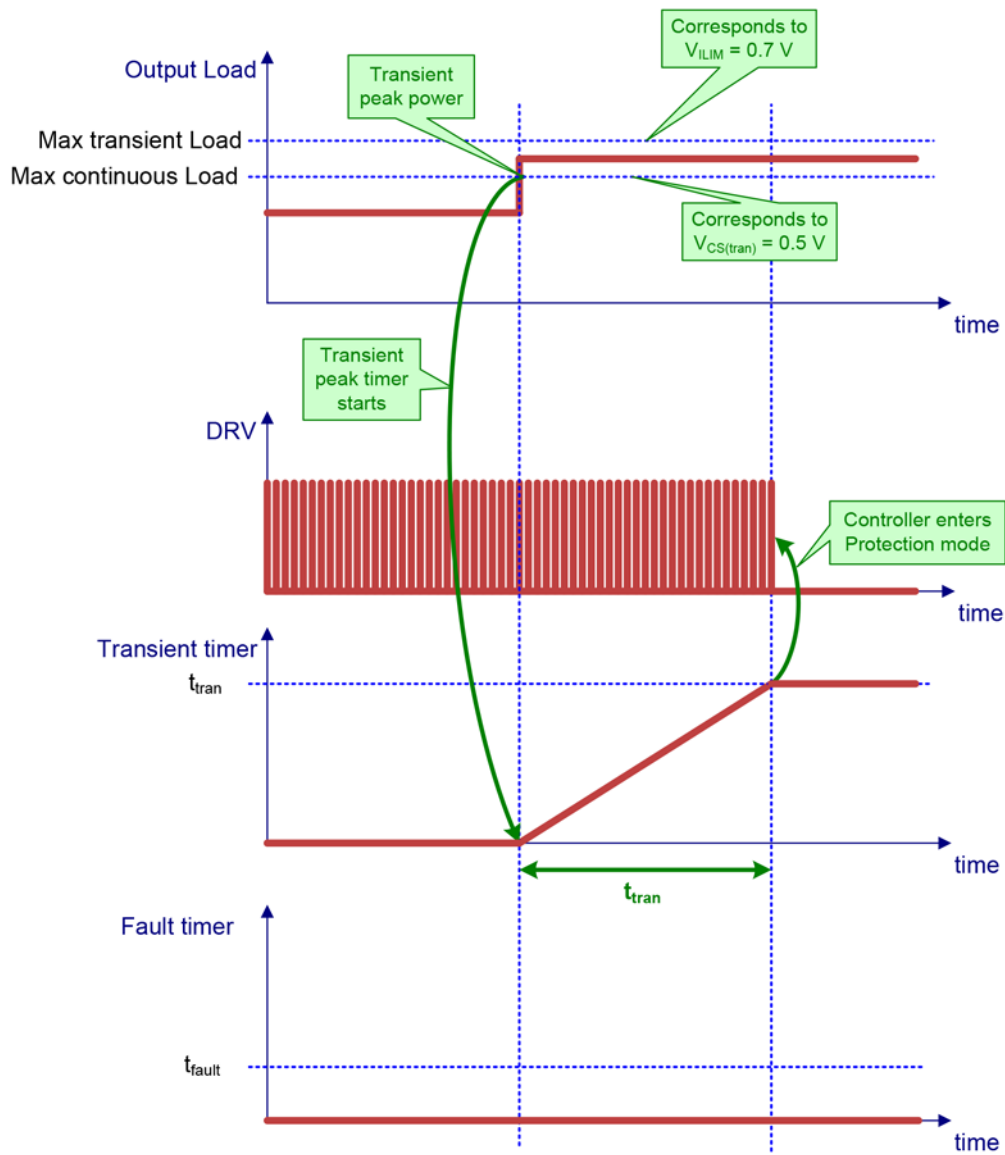 Corresponds to
V_ILIM = 0.7 V
Output Load
Transient
peak power
Max transient Load
Max continuous Load
Corresponds to
V_CS(tran) = 0.5 V
time
Transient
peak timer
starts
DRV
Controller enters
Protection mode
time
Transient timer
t_tran
time
t_tran
Fault timer
t_fault
time